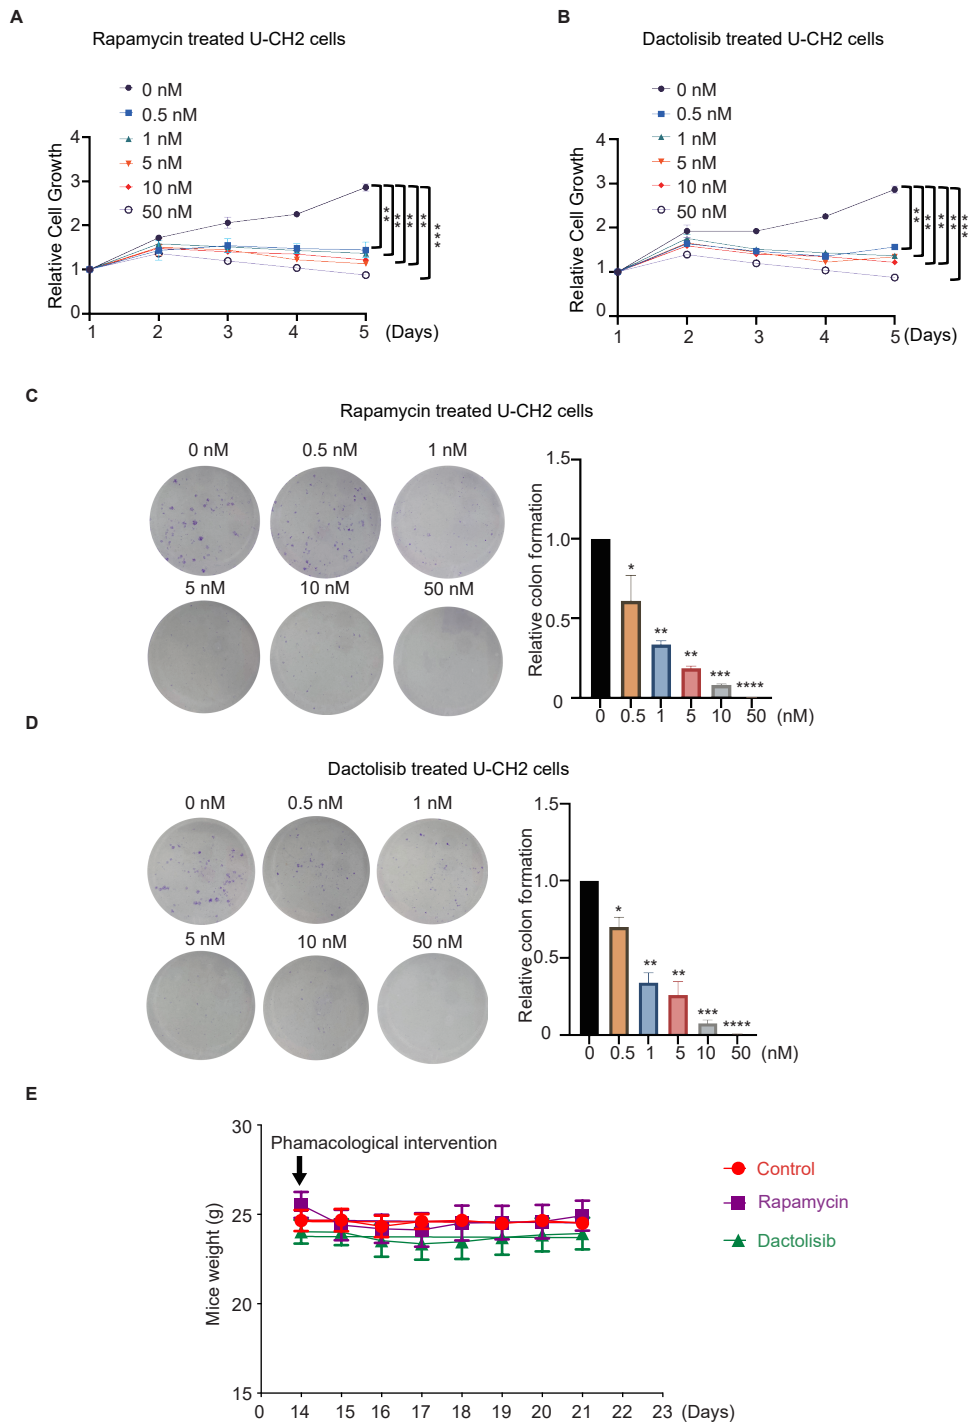 A
B
Rapamycin treated U-CH2 cells
Dactolisib treated U-CH2 cells
0 nM
0.5 nM
1 nM
5 nM
10 nM
50 nM
0 nM
0.5 nM
1 nM
5 nM
10 nM
50 nM
Relative Cell Growth
4
3
2
1
0
1 2 3 4 5 (Days)
** ** ** ** ***
Relative Cell Growth
4
3
2
1
0
1 2 3 4 5 (Days)
** ** ** ** ***
C
Rapamycin treated U-CH2 cells
0 nM 0.5 nM 1 nM
5 nM 10 nM 50 nM
Relative colon formation
1.5
1.0
0.5
0
* ** ** *** ****
0 0.5 1 5 10 50 (nM)
D
Dactolisib treated U-CH2 cells
0 nM 0.5 nM 1 nM
5 nM 10 nM 50 nM
Relative colon formation
1.5
1.0
0.5
0
* ** ** *** ****
0 0.5 1 5 10 50 (nM)
E
Phamacological intervention
Mice weight (g)
30
25
20
15
0 14 15 16 17 18 19 20 21 22 23 (Days)
Control
Rapamycin
Dactolisib